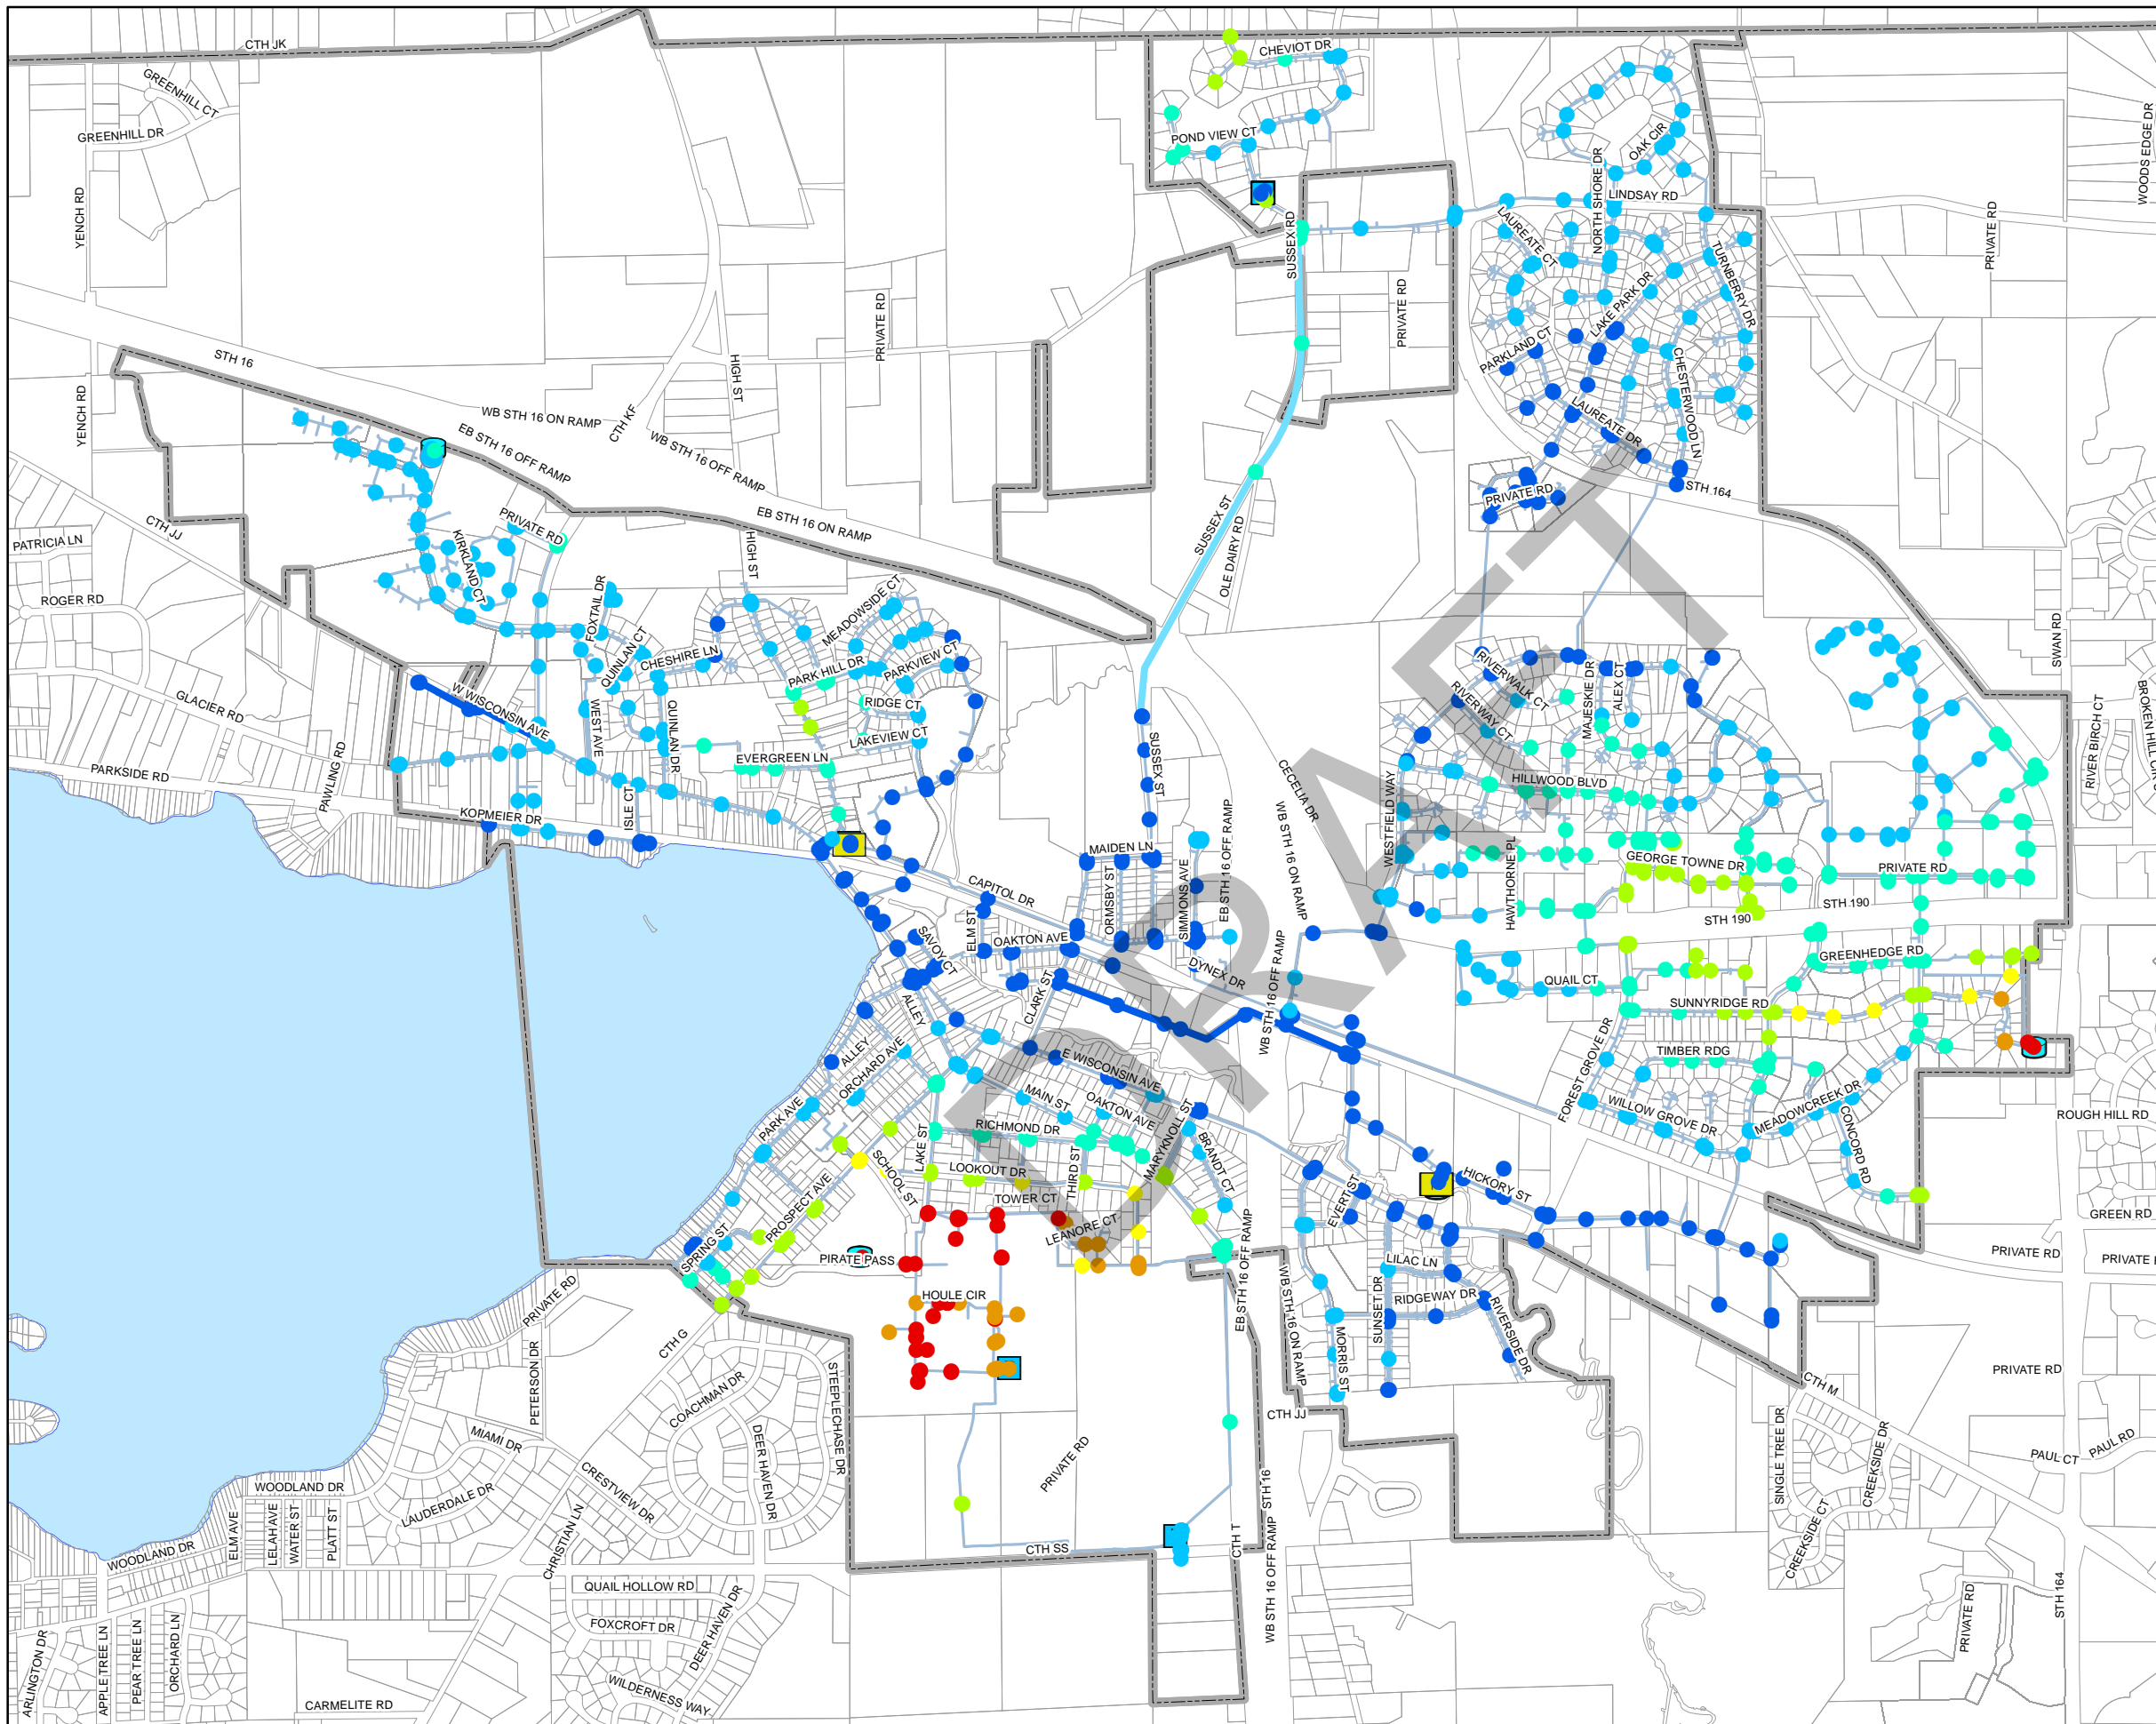 CTH JK
CHEVIOT DR
GREENHILL CT
GREENHILL DR
POND VIEW CT
OAK CIR
NORTH SHORE DR
LINDSAY RD
WOODS EDGE DR
YENCH RD
SUSSEX RD
LAUREATE CT
TURNBERRY DR
PRIVATE RD
PRIVATE RD
PRIVATE RD
LAKE PARK DR
PARKLAND CT
CHESTERWOOD LN
LAUREATE DR
STH 16
HIGH ST
CTH KF
WB STH 16 ON RAMP
EB STH 16 OFF RAMP
WB STH 16 OFF RAMP
EB STH 16 ON RAMP
YENCH RD
STH 164
PRIVATE RD
SUSSEX ST
OLE DAIRY RD
CTH JJ
PATRICIA LN
PRIVATE RD
KIRKLAND CT
HIGH ST
ROGER RD
FOXTAIL DR
QUINLAN CT
CHESHIRE LN
MEADOWSIDE CT
PARK HILL DR
PARKVIEW CT
RIDGE CT
LAKEVIEW CT
EVERGREEN LN
QUINLAN DR
WEST AVE
W WISCONSIN AVE
GLACIER RD
PAWLING RD
PARKSIDE RD
KOPMEIER DR
ISLE CT
SUSSEX ST
CECELIA DR
WESTFIELD WAY
RIVERWALK CT
RIVERWAY CT
MAJESKIE DR
ALEX CT
HILLWOOD BLVD
SWAN RD
RIVER BIRCH CT
BROKEN HILL CIR
HAWTHORNE PL
GEORGE TOWNE DR
PRIVATE RD
STH 190
STH 190
MAIDEN LN
ORMSBY ST
SIMMONS AVE
EB STH 16 OFF RAMP
WB STH 16 ON RAMP
CAPITOL DR
ELM ST
OAKTON AVE
SAVOY CT
CLARK ST
DYNEX DR
WB STH 16 OFF RAMP
ALLEY
ALLEY
ORCHARD AVE
PARK AVE
E WISCONSIN AVE
MAIN ST
OAKTON AVE
MARYKNOLL ST
BRANDT CT
RICHMOND DR
LAKE ST
LOOKOUT DR
SCHOOL ST
TOWER CT
THIRD ST
LEANORE CT
PROSPECT AVE
SPRING ST
PIRATE PASS
HOULE CIR
QUAIL CT
GREENHEDGE RD
SUNNYRIDGE RD
FOREST GROVE DR
TIMBER RDG
WILLOW GROVE DR
MEADOWCREEK DR
CONCORD RD
ROUGH HILL RD
GREEN RD
PRIVATE RD
PRIVATE
HICKORY ST
EVERT ST
LILAC LN
RIDGEWAY DR
SUNSET DR
RIVERSIDE DR
MORRIS ST
EB STH 16 OFF RAMP
WB STH 16 ON RAMP
CTH JJ
CTH M
PRIVATE RD
PRIVATE RD
PETERSON DR
CTH G
COACHMAN DR
STEEPLECHASE DR
DEER HAVEN DR
MIAMI DR
WOODLAND DR
LAUDERDALE DR
CRESTVIEW DR
CHRISTIAN LN
ELM AVE
LELAH AVE
WATER ST
PLATT ST
WOODLAND DR
PRIVATE RD
CTH SS
CTH T
WB STH 16 OFF RAMP
STH 16
WB STH 16 OFF RAMP
SINGLE TREE DR
CREEKSIDE DR
CREEKSIDE CT
PAUL CT
PAUL RD
STH 164
PRIVATE RD
QUAIL HOLLOW RD
FOXCROFT DR
DEER HAVEN DR
WILDERNESS WAY
CARMELITE RD
ARLINGTON DR
APPLE TREE LN
PEAR TREE LN
ORCHARD LN
DRAFT